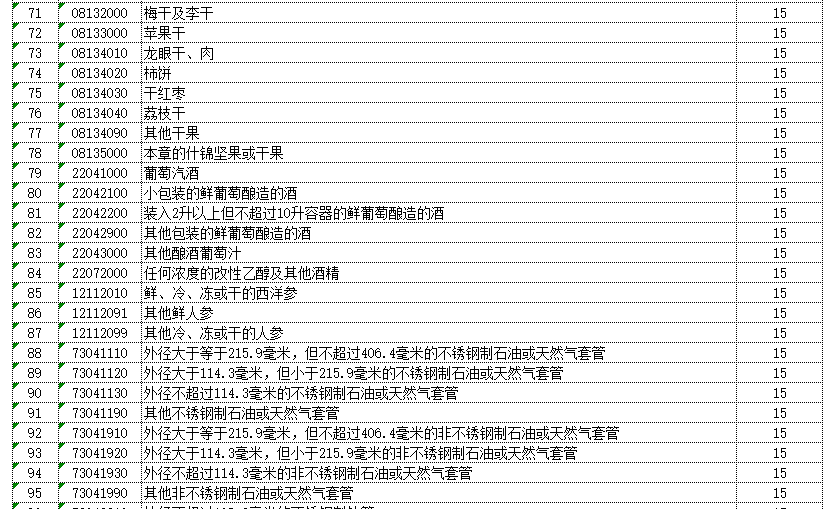 71 08132000 梅干及李干 15
72 08133000 苹果干 15
73 08134010 龙眼干、肉 15
74 08134020 柿饼 15
75 08134030 干红枣 15
76 08134040 荔枝干 15
77 08134090 其他干果 15
78 08135000 本章的什锦坚果或干果 15
79 22041000 葡萄汽酒 15
80 22042100 小包装的鲜葡萄酿造的酒 15
81 22042200 装入2升以上但不超过10升容器的鲜葡萄酿造的酒 15
82 22042900 其他包装的鲜葡萄酿造的酒 15
83 22043000 其他酿酒葡萄汁 15
84 22072000 任何浓度的改性乙醇及其他酒精 15
85 12112010 鲜、冷、冻或干的西洋参 15
86 12112091 其他鲜人参 15
87 12112099 其他冷、冻或干的人参 15
88 73041110 外径大于等于215.9毫米，但不超过406.4毫米的不锈钢制石油或天然气套管 15
89 73041120 外径大于114.3毫米，但小于215.9毫米的不锈钢制石油或天然气套管 15
90 73041130 外径不超过114.3毫米的不锈钢制石油或天然气套管 15
91 73041190 其他不锈钢制石油或天然气套管 15
92 73041910 外径大于等于215.9毫米，但不超过406.4毫米的非不锈钢制石油或天然气套管 15
93 73041920 外径大于114.3毫米，但小于215.9毫米的非不锈钢制石油或天然气套管 15
94 73041930 外径不超过114.3毫米的非不锈钢制石油或天然气套管 15
95 73041990 其他非不锈钢制石油或天然气套管 15